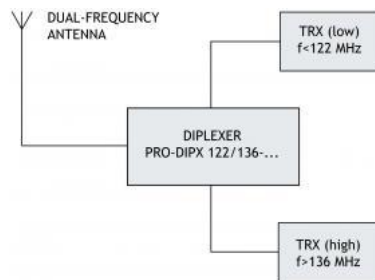 DUAL-FREQUENCY
ANTENNA
TRX (low)
f<122 MHz
DIPLEXER
PRO-DIPX 122/136-...
TRX (high)
f>136 MHz